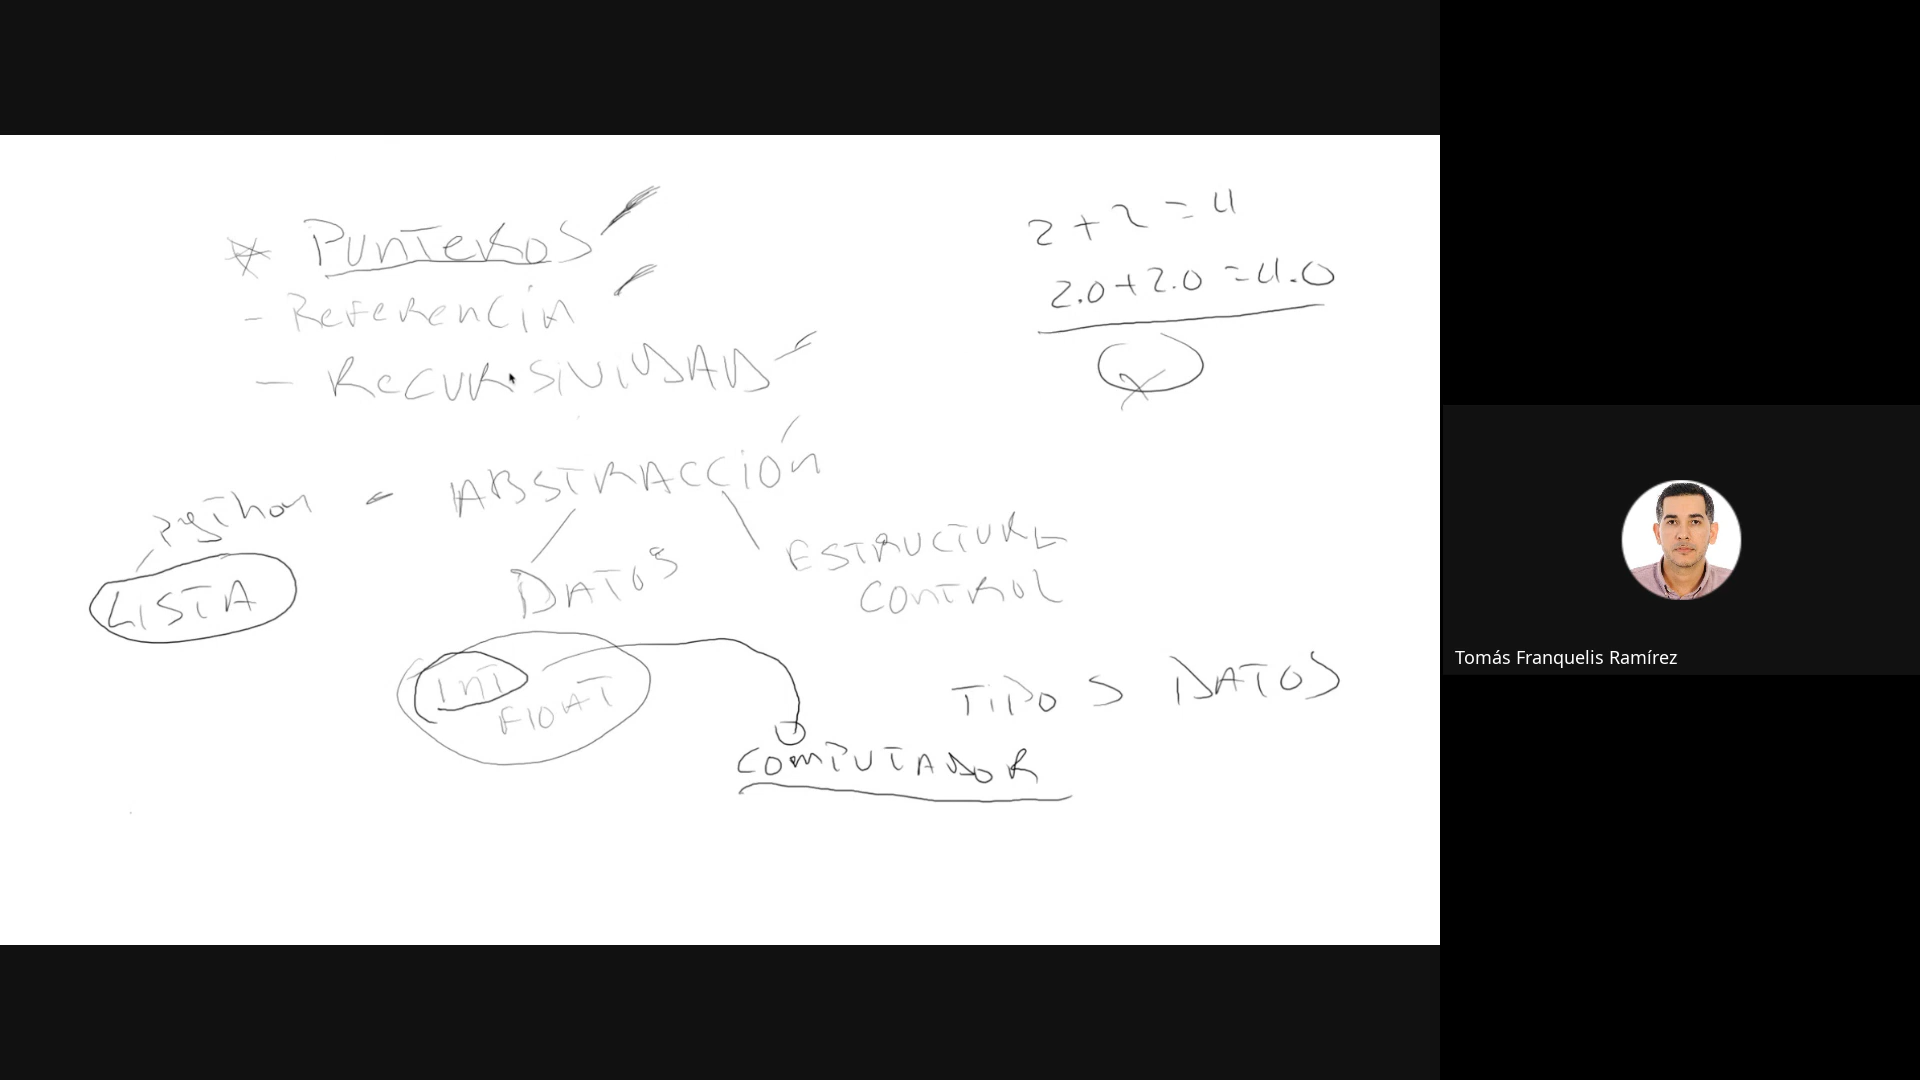 * PUNTEROS
- Referencia
- RECURSIVIDAD
Python - ABSTRACCIÓN
LISTA
DATOS
ESTRUCTURA
CONTROL
INT
FLOAT
TIPOS DATOS
COMPUTADOR
2+2=4
2.0+2.0=4.0
X
Tomás Franquelis Ramírez